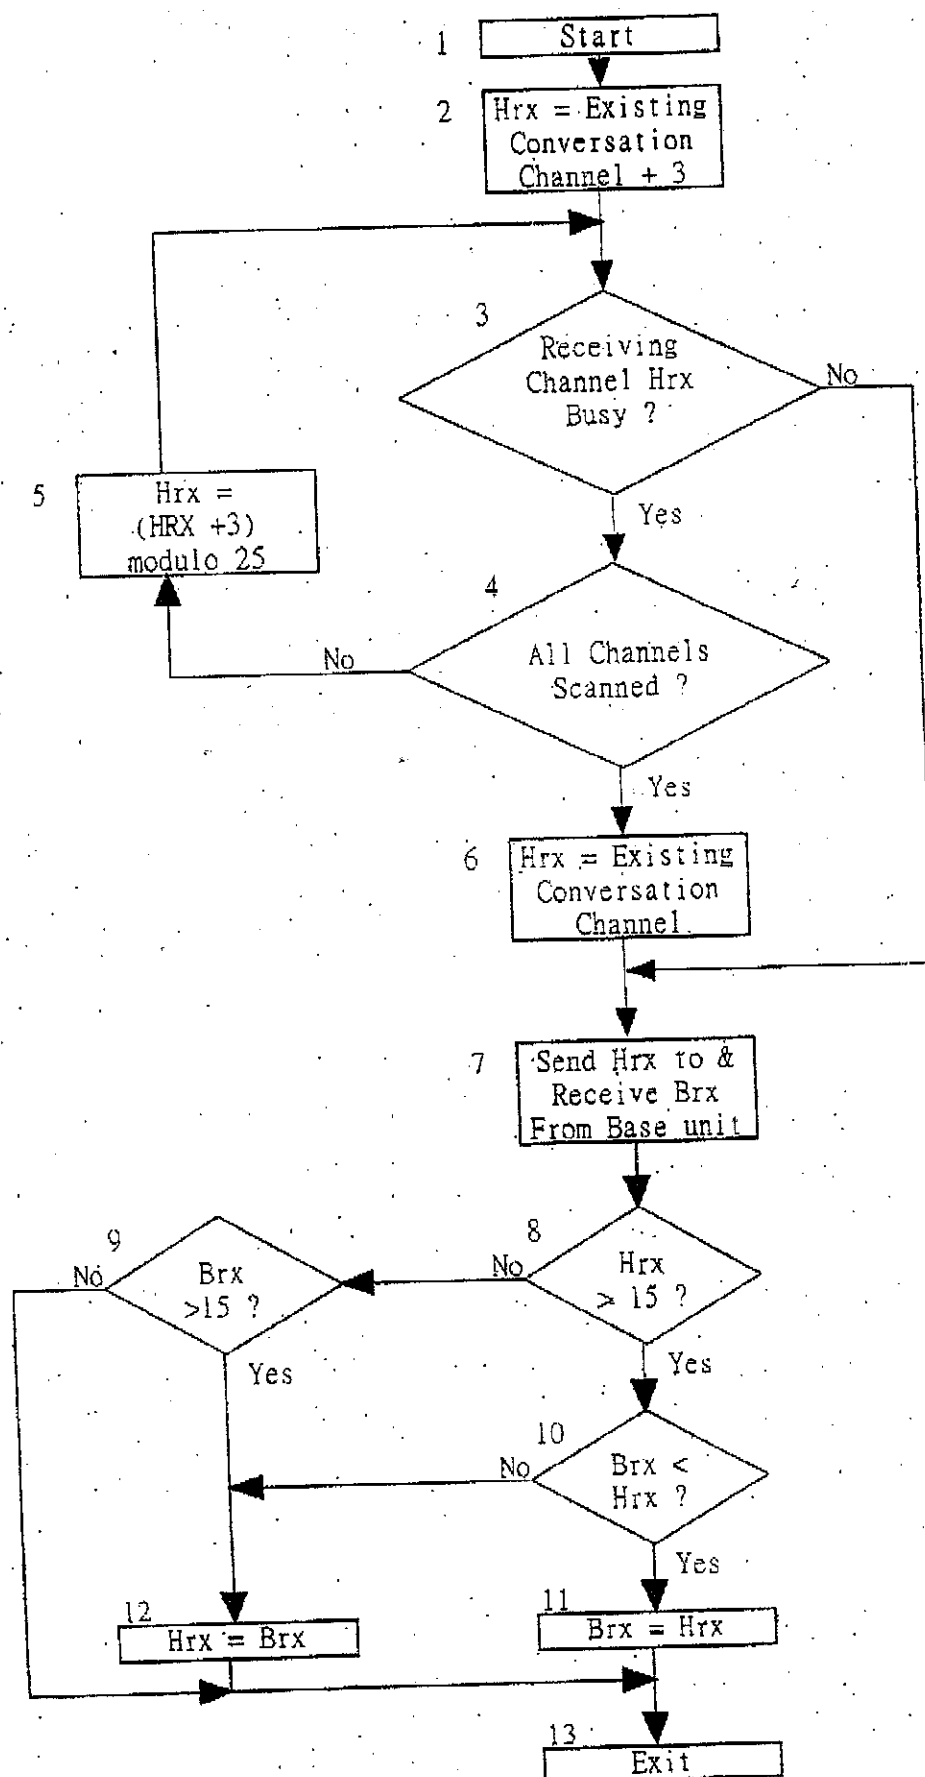 1
Start
2
Hrx = Existing
Conversation
Channel + 3
3
Receiving
Channel Hrx
Busy ?
No
Yes
5
Hrx =
(HRX +3)
modulo 25
4
All Channels
Scanned ?
No
Yes
6
Hrx = Existing
Conversation
Channel.
7
Send Hrx to &
Receive Brx
From Base unit
8
Hrx
> 15 ?
No
Yes
9
Brx
>15 ?
No
Yes
10
Brx <
Hrx ?
No
Yes
12
Hrx = Brx
11
Brx = Hrx
13
Exit